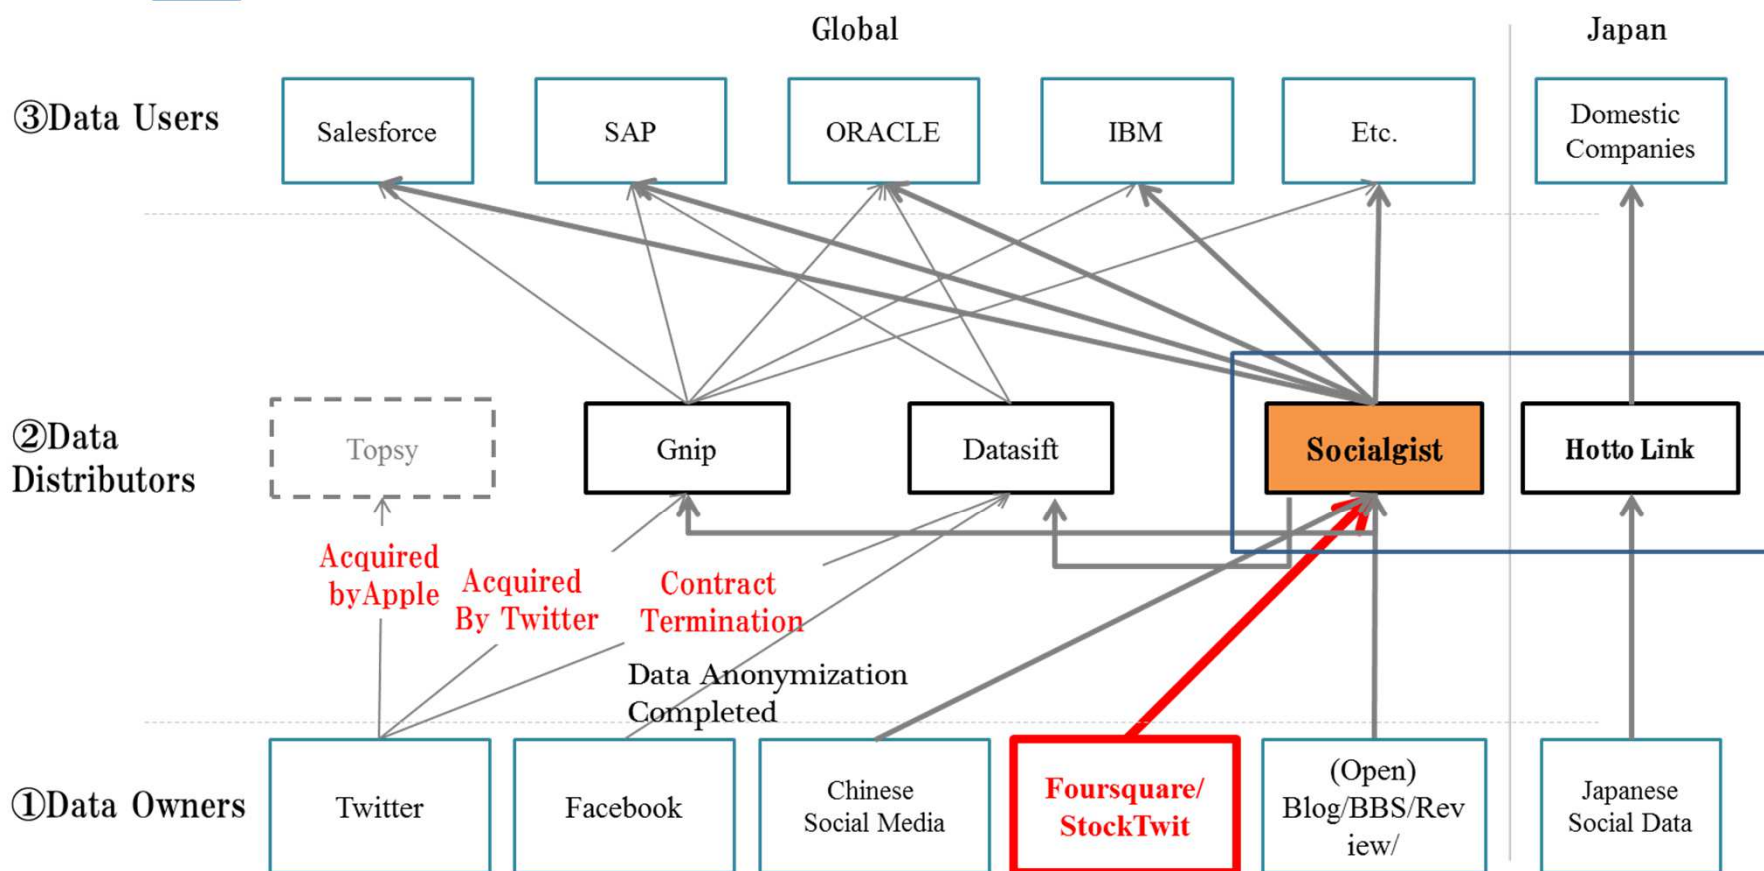 Global
Japan
③Data Users
Salesforce
SAP
ORACLE
IBM
Etc.
Domestic
Companies
②Data
Distributors
Topsy
Gnip
Datasift
Socialgist
Hotto Link
Acquired
byApple
Acquired
By Twitter
Contract
Termination
Data Anonymization
Completed
①Data Owners
Twitter
Facebook
Chinese
Social Media
Foursquare/
StockTwit
(Open)
Blog/BBS/Rev
iew/
Japanese
Social Data